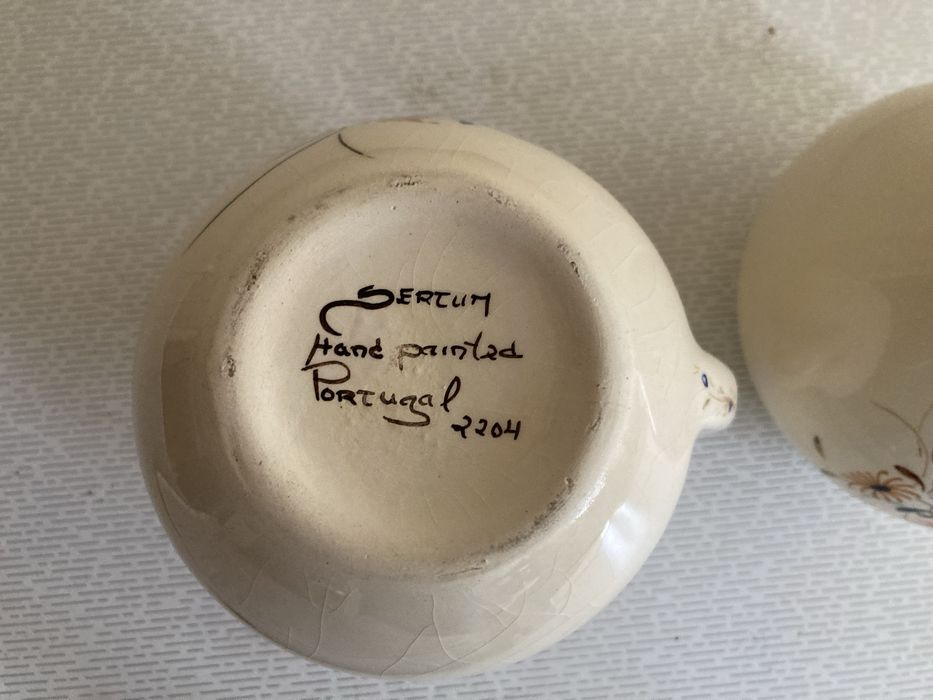 SERTUM
Hand painted
PORTugal
2204